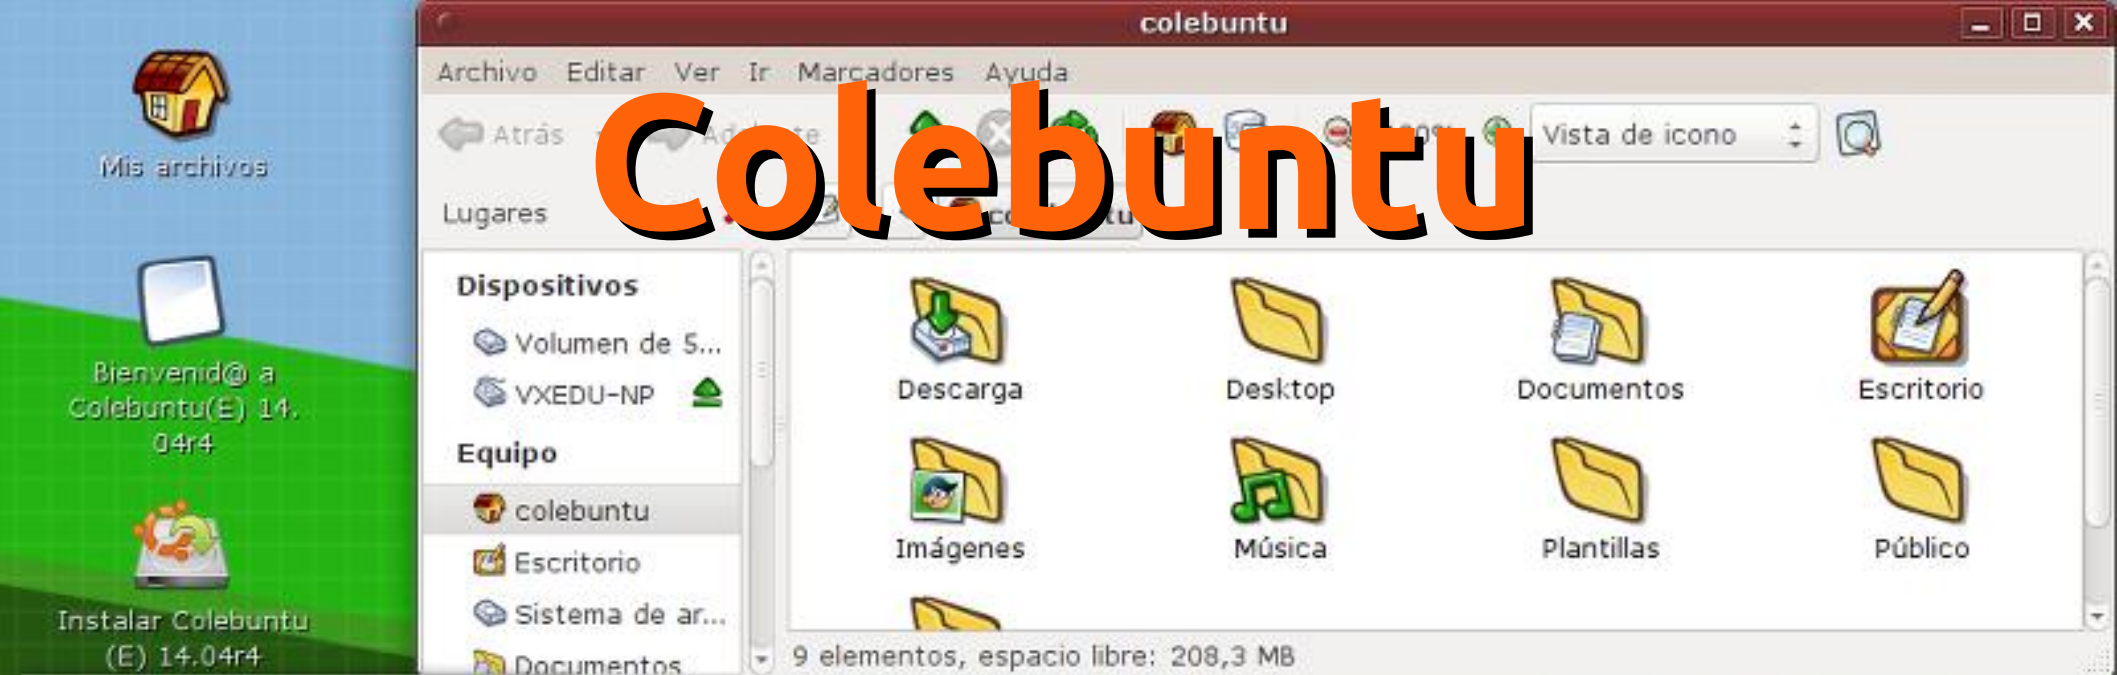 Mis archivos
Bienvenid@ a
Colebuntu(E) 14.
04r4
Instalar Colebuntu
(E) 14.04r4
colebuntu
Archivo Editar Ver Ir Marcadores Ayuda
Atrás
Vista de icono
Colebuntu
Lugares
Dispositivos
Volumen de 5...
VXEDU-NP
Equipo
colebuntu
Escritorio
Sistema de ar...
Documentos
Descarga Desktop Documentos Escritorio
Imágenes Música Plantillas Público
9 elementos, espacio libre: 208,3 MB